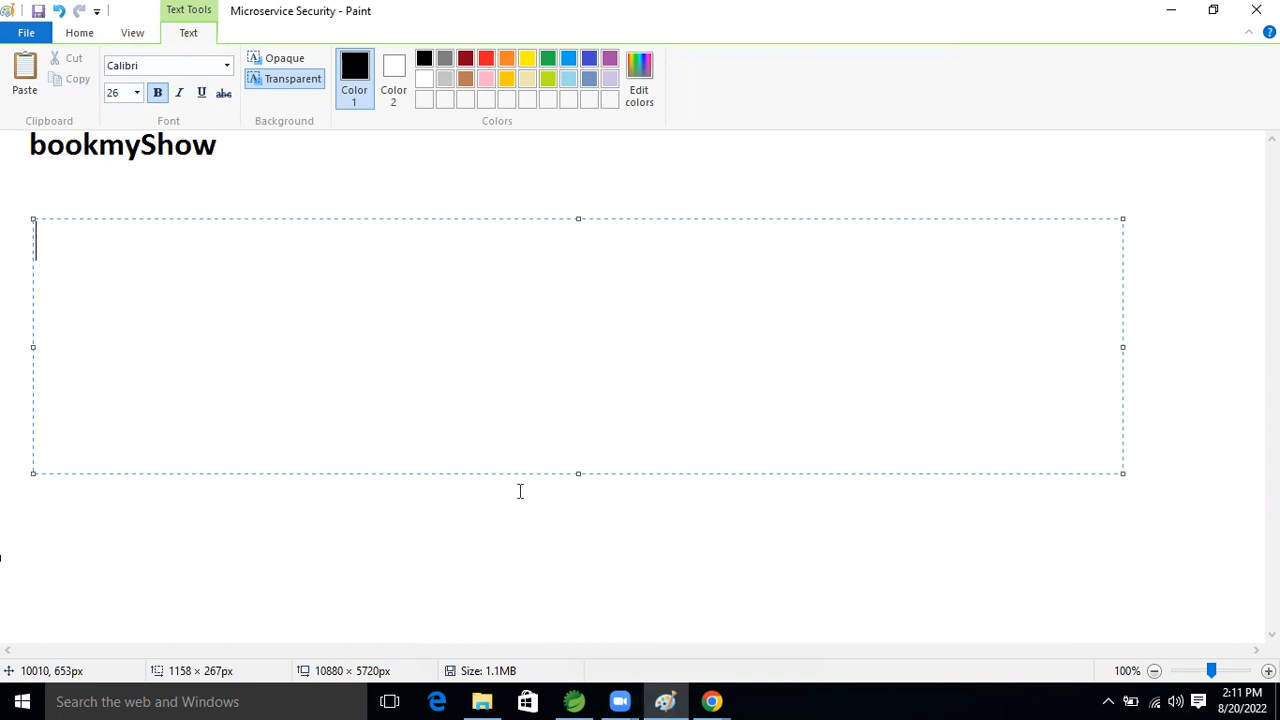 Text Tools
Microservice Security - Paint
File
Home
View
Text
Paste
Cut
Copy
Clipboard
Calibri
26
B
I
U
abc
Font
Opaque
Transparent
Background
Color
1
Color
2
Edit
colors
Colors
bookmyShow
10010, 653px
1158 × 267px
10880 × 5720px
Size: 1.1MB
100%
Search the web and Windows
2:11 PM
8/20/2022